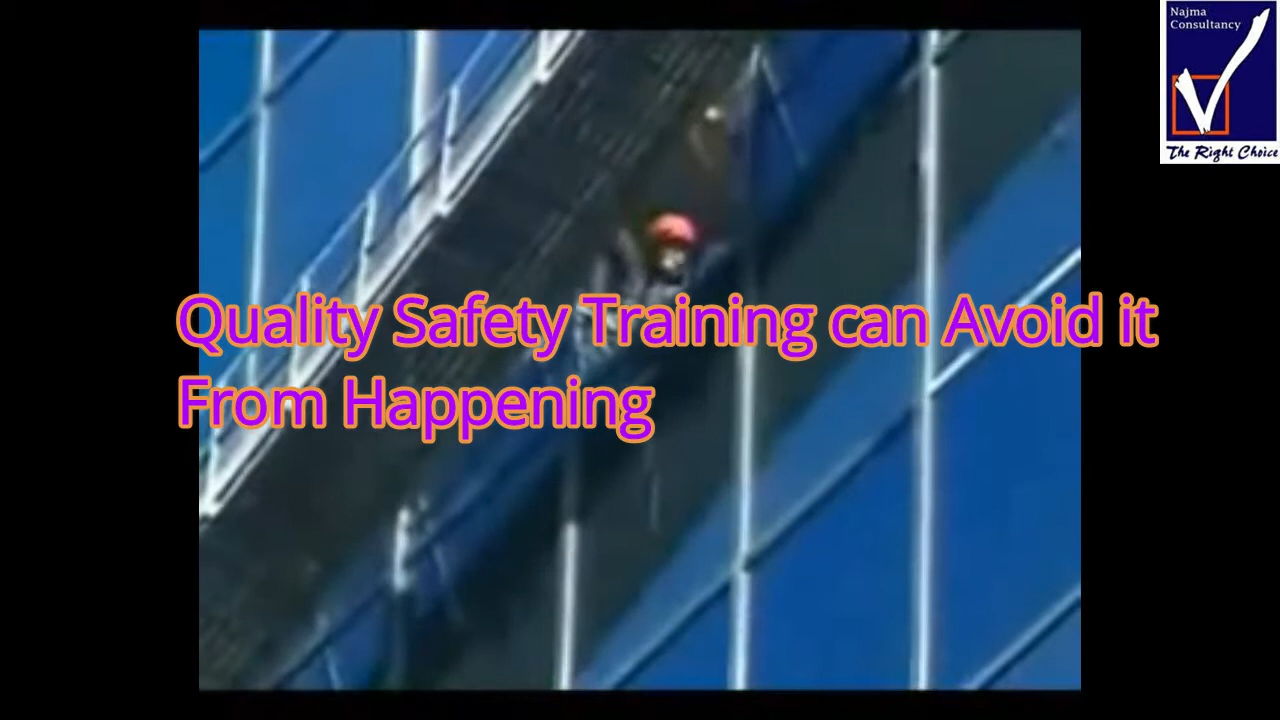 Najma
Consultancy
The Right Choice
Quality Safety Training can Avoid it
From Happening